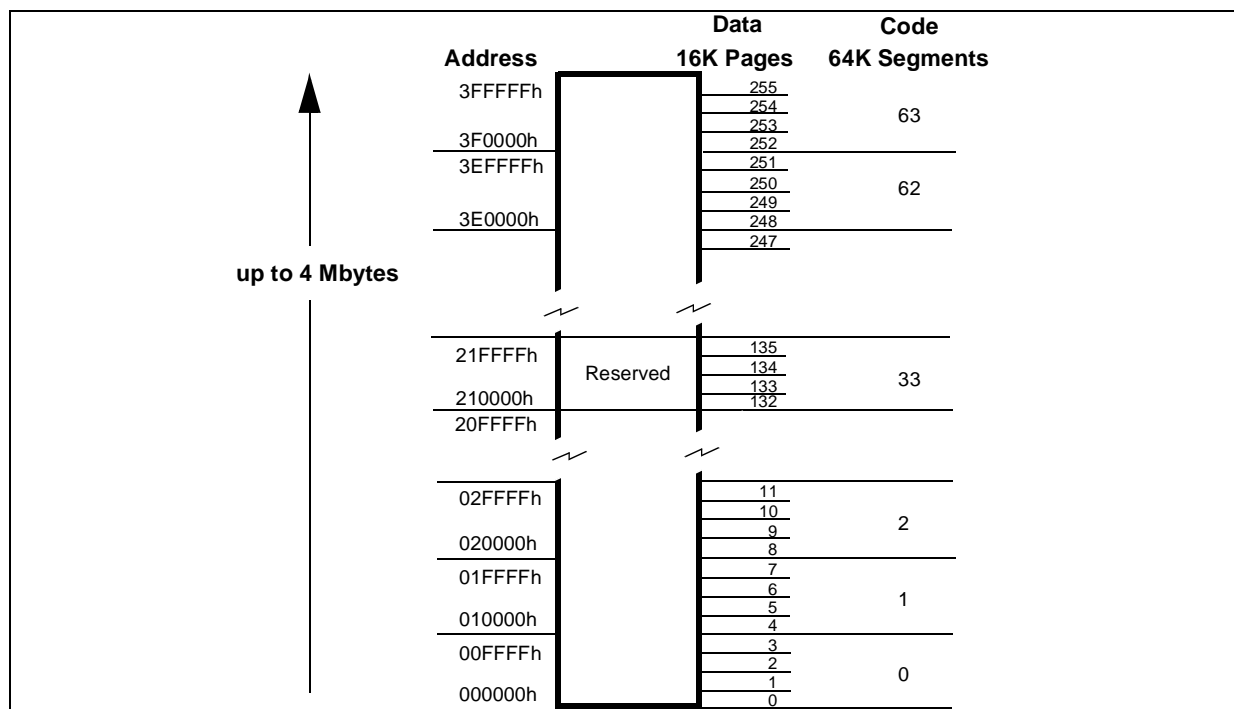 Data Code
Address 16K Pages 64K Segments
3FFFFFh 255
254
63
253
3F0000h 252
3EFFFFh 251
250 62
249
3E0000h 248
247
up to 4 Mbytes
21FFFFh 135
Reserved 134
33
133
210000h 132
20FFFFh
02FFFFh 11
10
2
9
020000h 8
01FFFFh 7
6
1
5
010000h 4
00FFFFh 3
2
0
1
000000h 0